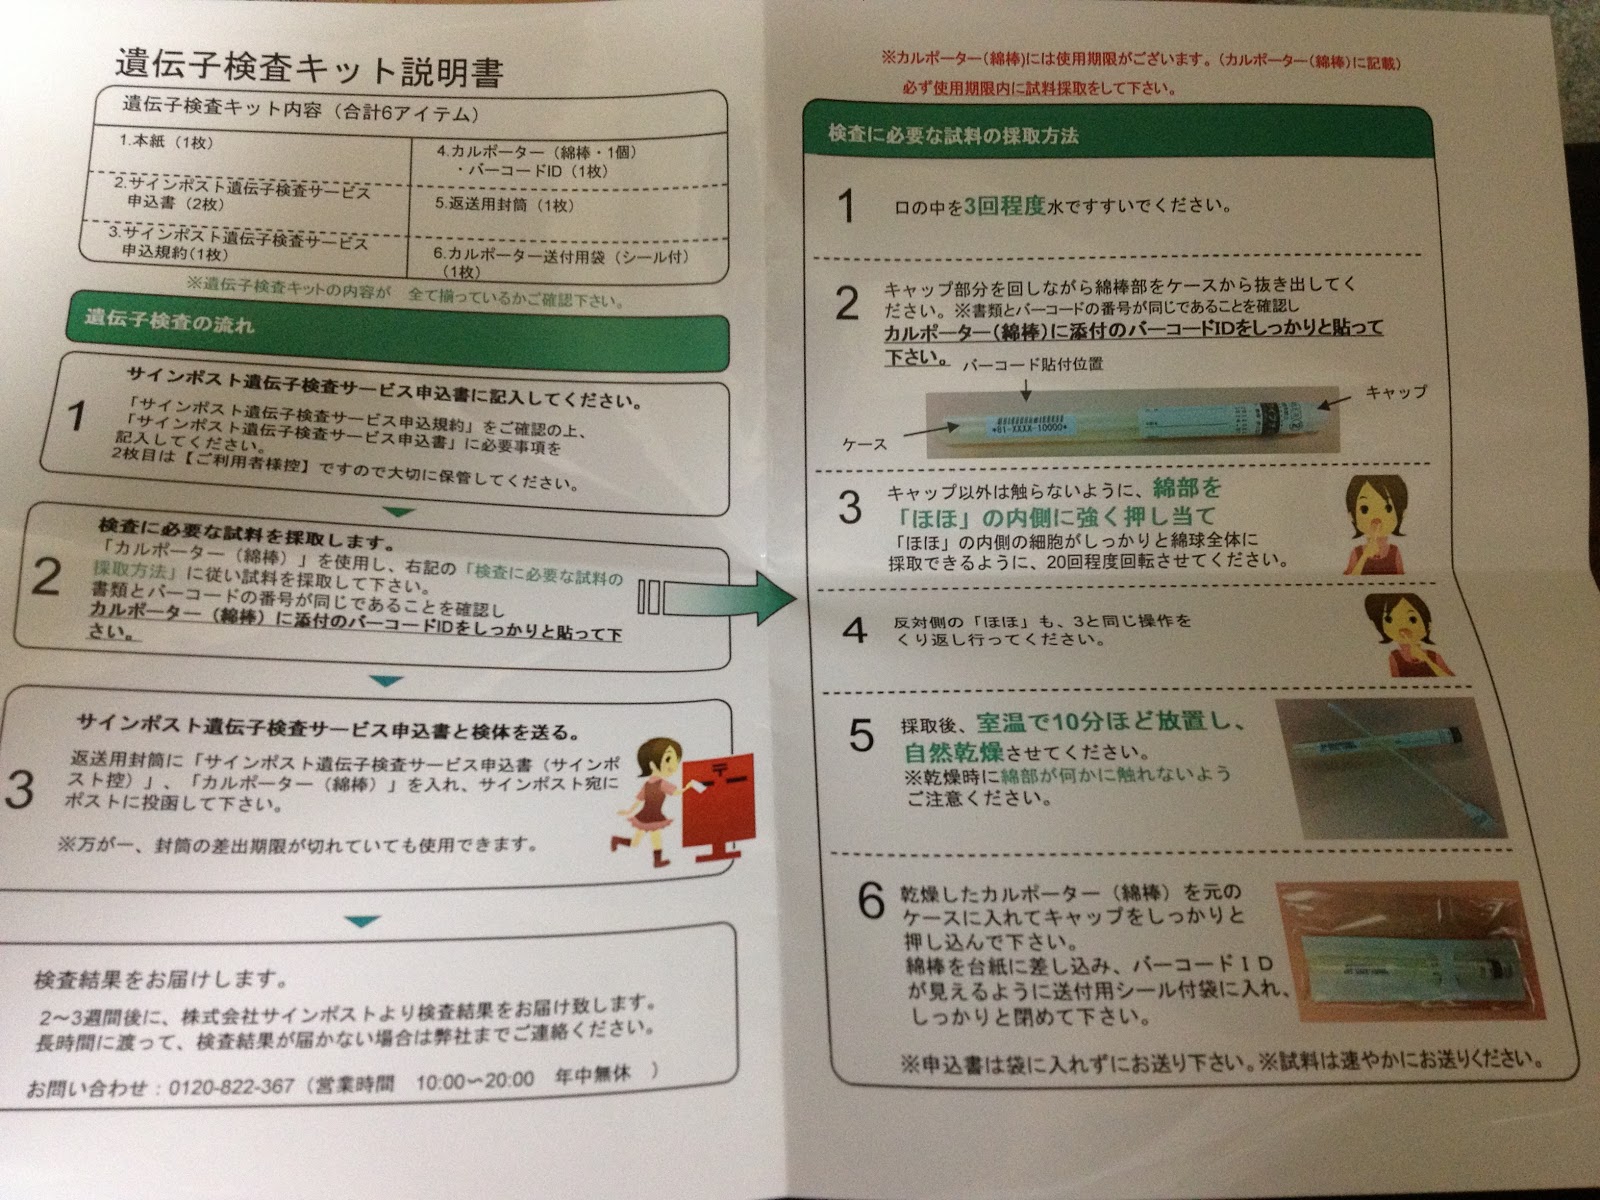 遺伝子検査キット説明書
遺伝子検査キット内容（合計6アイテム）
1.本紙（1枚）
2.サインポスト遺伝子検査サービス
申込書（2枚）
3.サインポスト遺伝子検査サービス
申込規約（1枚）
4.カルポーター（綿棒・1個）
・バーコードID（1枚）
5.返送用封筒（1枚）
6.カルポーター送付用袋（シール付）
（1枚）
※遺伝子検査キットの内容が　全て揃っているかご確認下さい。
遺伝子検査の流れ
1
サインポスト遺伝子検査サービス申込書に記入してください。
「サインポスト遺伝子検査サービス申込規約」をご確認の上、
「サインポスト遺伝子検査サービス申込書」に必要事項を
記入してください。
2枚目は【ご利用者様控】ですので大切に保管してください。
2
検査に必要な試料を採取します。
「カルポーター（綿棒）」を使用し、右記の「検査に必要な試料の
採取方法」に従い試料を採取して下さい。
書類とバーコードの番号が同じであることを確認し
カルポーター（綿棒）に添付のバーコードIDをしっかりと貼って下
さい。
3
サインポスト遺伝子検査サービス申込書と検体を送る。
返送用封筒に「サインポスト遺伝子検査サービス申込書（サインポ
スト控）」、「カルポーター（綿棒）」を入れ、サインポスト宛に
ポストに投函して下さい。
※万が一、封筒の差出期限が切れていても使用できます。
〒
検査結果をお届けします。
2〜3週間後に、株式会社サインポストより検査結果をお届け致します。
長時間に渡って、検査結果が届かない場合は弊社までご連絡ください。
お問い合わせ：0120-822-367（営業時間　10:00〜20:00　年中無休　）
※カルポーター（綿棒）には使用期限がございます。（カルポーター（綿棒）に記載）
必ず使用期限内に試料採取をして下さい。
検査に必要な試料の採取方法
1
口の中を3回程度水ですすいでください。
2
キャップ部分を回しながら綿棒部をケースから抜き出してく
ださい。※書類とバーコードの番号が同じであることを確認し
カルポーター（綿棒）に添付のバーコードIDをしっかりと貼って
下さい。
バーコード貼付位置
キャップ
ケース
*81-XXXX-10000*
3
キャップ以外は触らないように、綿部を
「ほほ」の内側に強く押し当て
「ほほ」の内側の細胞がしっかりと綿球全体に
採取できるように、20回程度回転させてください。
4
反対側の「ほほ」も、3と同じ操作を
くり返し行ってください。
5
採取後、室温で10分ほど放置し、
自然乾燥させてください。
※乾燥時に綿部が何かに触れないよう
ご注意ください。
6
乾燥したカルポーター（綿棒）を元の
ケースに入れてキャップをしっかりと
押し込んで下さい。
綿棒を台紙に差し込み、バーコードＩＤ
が見えるように送付用シール付袋に入れ、
しっかりと閉めて下さい。
※申込書は袋に入れずにお送り下さい。※試料は速やかにお送りください。